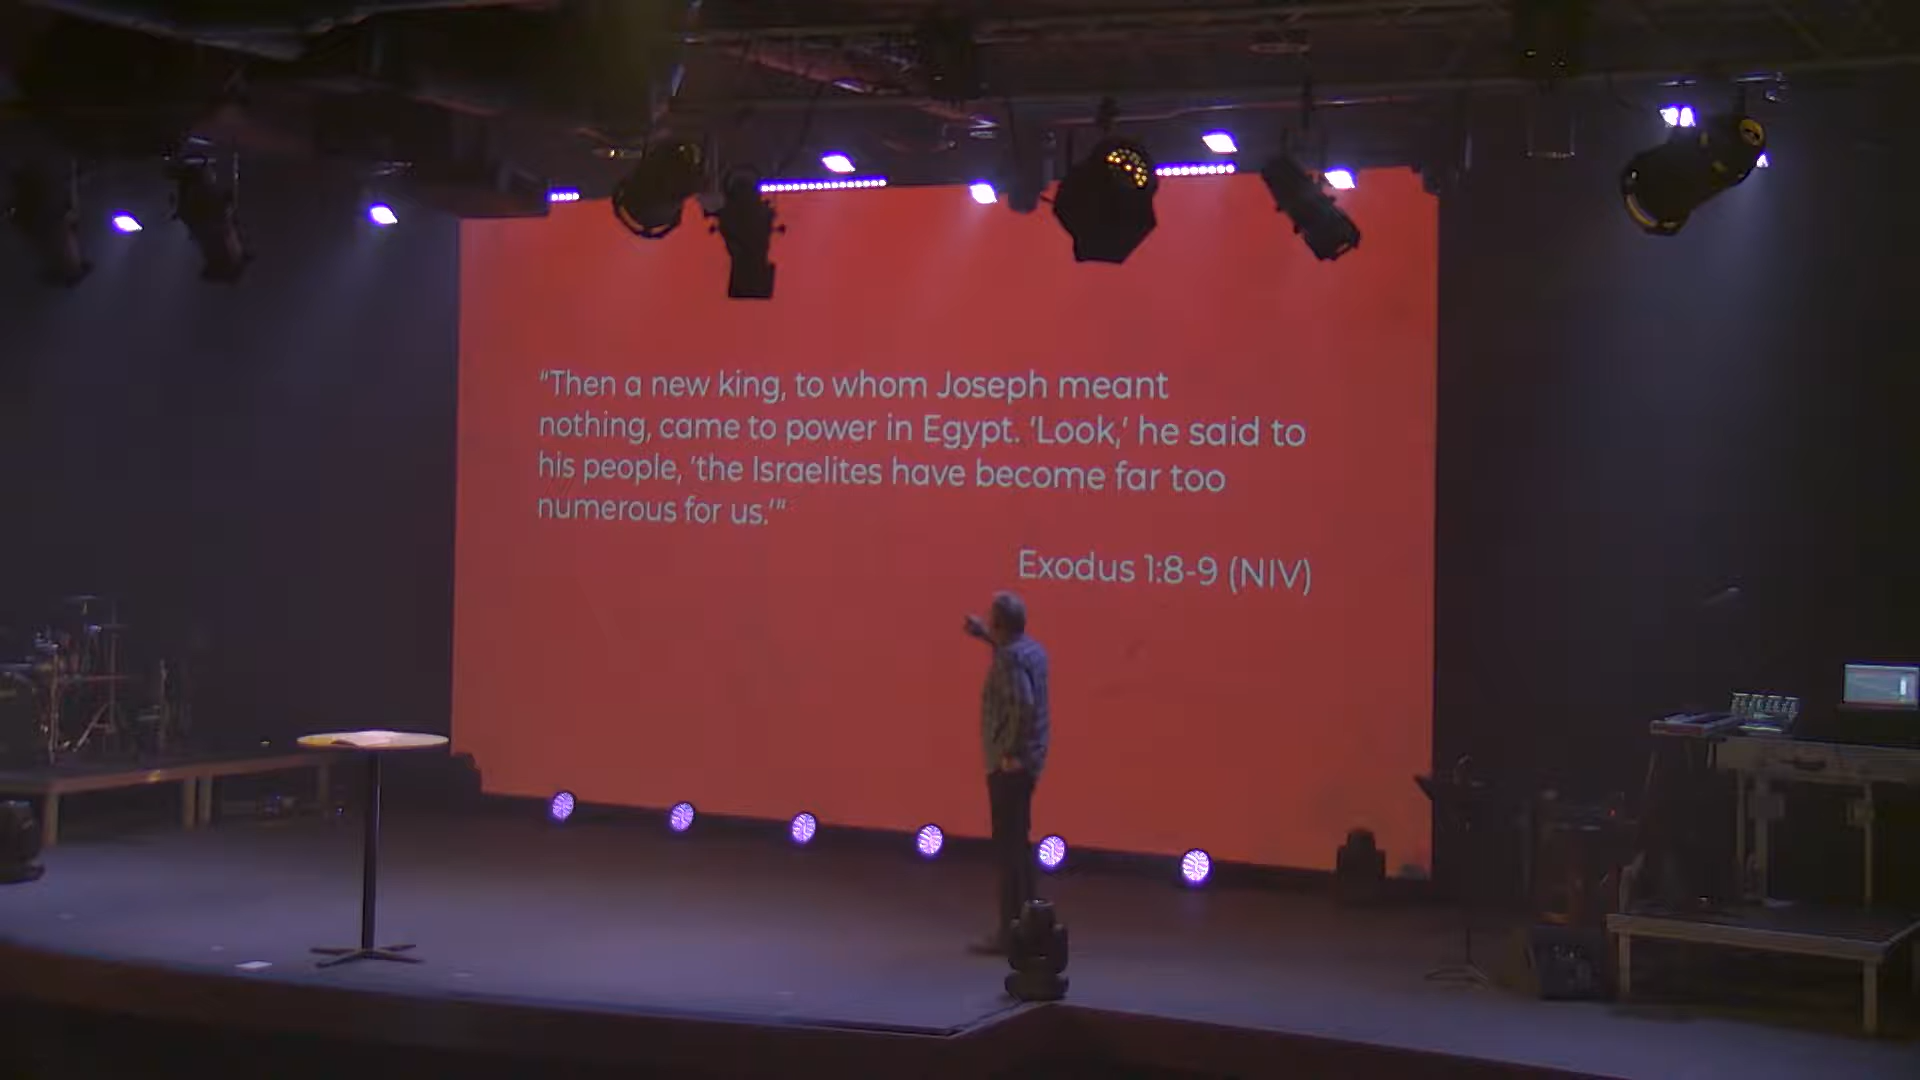 “Then a new king, to whom Joseph meant
nothing, came to power in Egypt. ‘Look,’ he said to
his people, ‘the Israelites have become far too
numerous for us.’”
Exodus 1:8-9 (NIV)